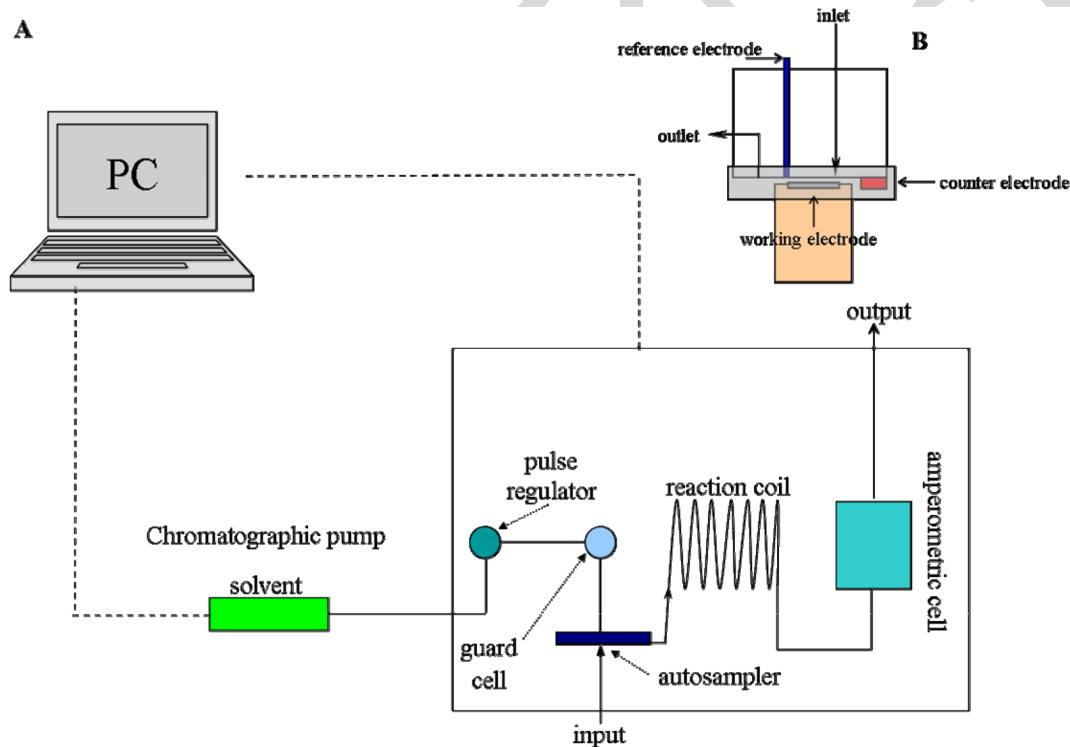 A
inlet
B
reference electrode
outlet
PC
counter electrode
working electrode
output
pulse
regulator
reaction coil
amperometric cell
Chromatographic pump
solvent
guard
cell
autosampler
input